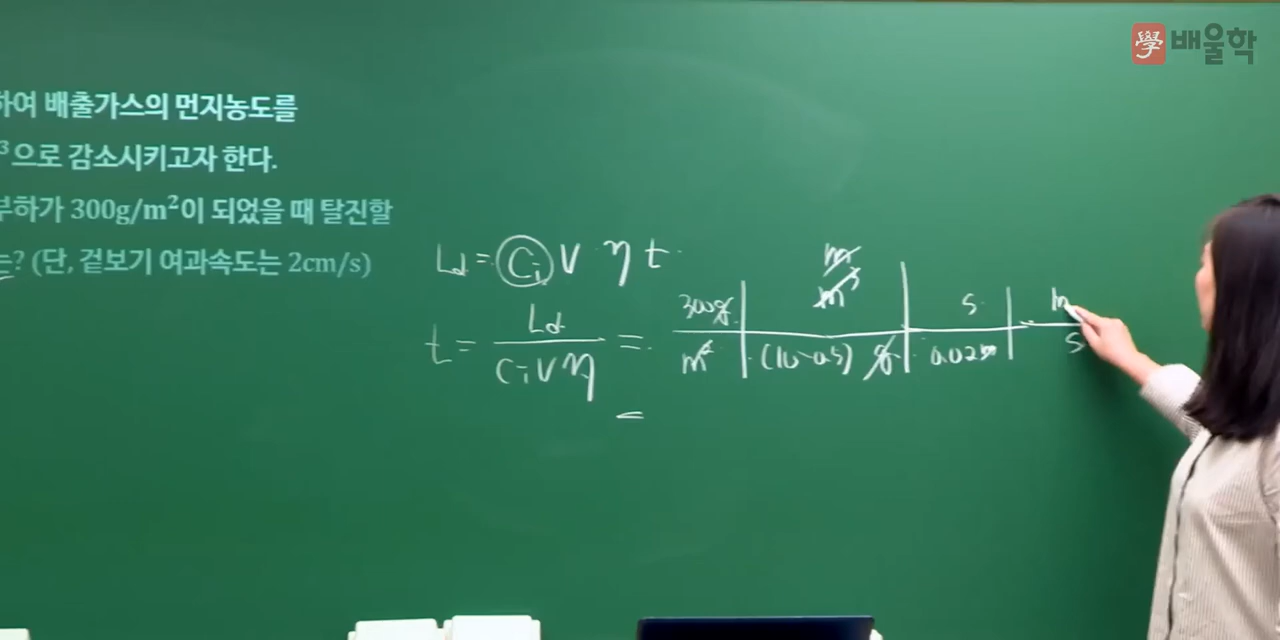 學 배울학
하여 배출가스의 먼지농도를
³으로 감소시키고자 한다.
부하가 300g/m²이 되었을 때 탈진할
는? (단, 겉보기 여과속도는 2cm/s)
Ld = Ci V η t
t = Ld / Ci V η = 300g / m² | m³ / (10-0.5) g | s / 0.02m | m / s
=